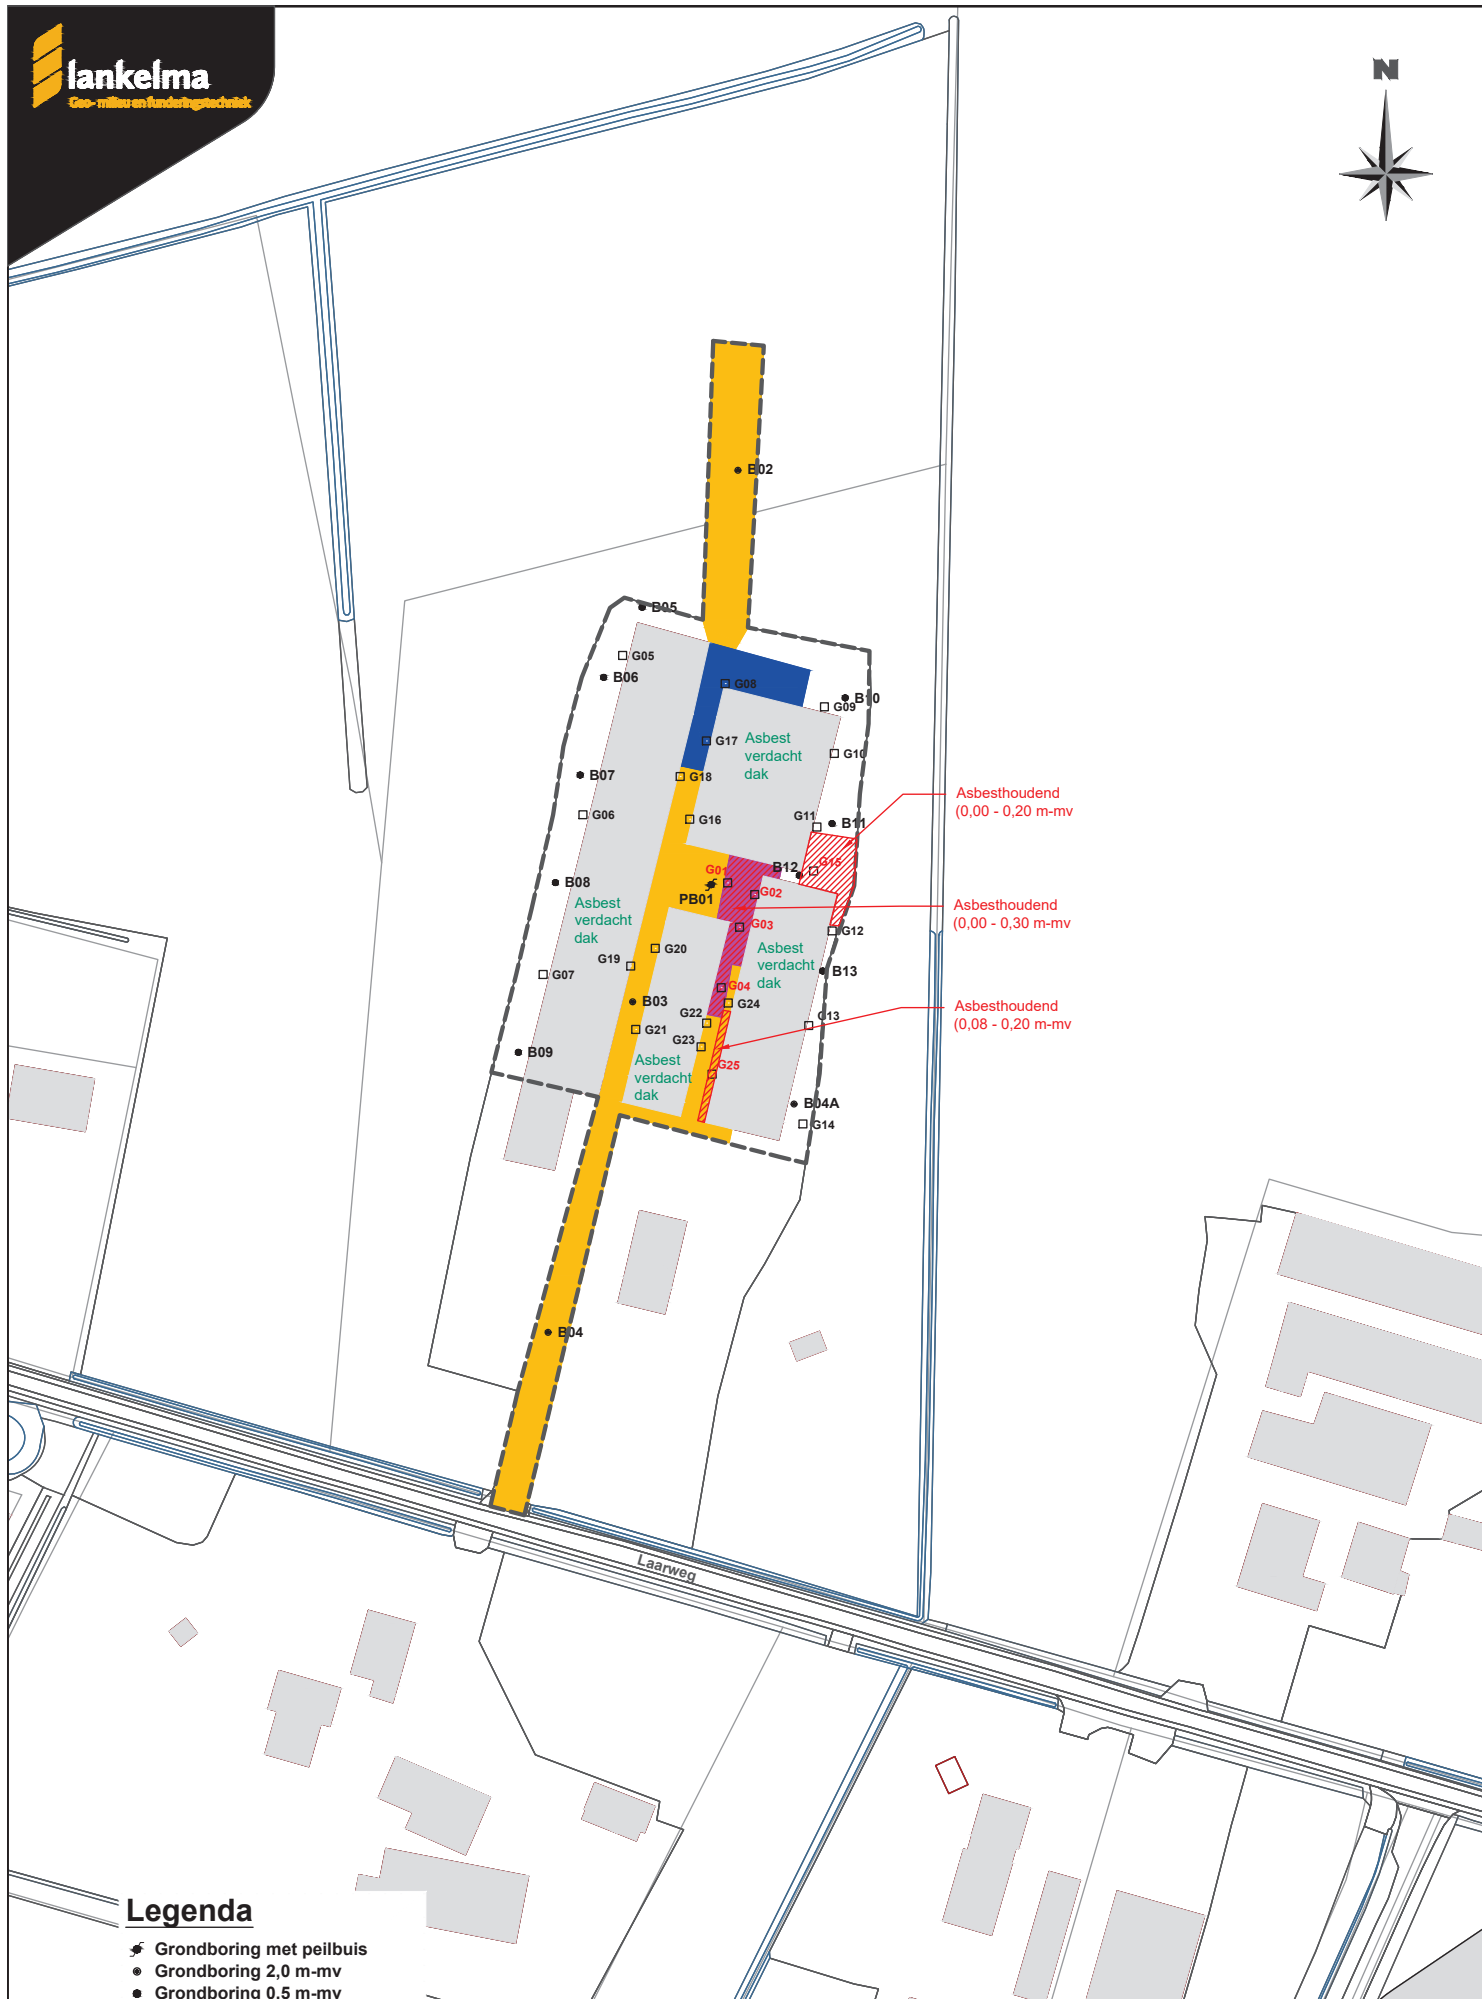 lankelma
Geo- milieu en funderingstechniek
N
B02
B05
G05
B06
G08
B10
G09
G17
Asbest
verdacht
dak
G10
B07
G18
Asbesthoudend
(0,00 - 0,20 m-mv
G06
G16
G11
B11
B12
G15
G01
B08
PB01
G02
Asbest
verdacht
dak
Asbesthoudend
(0,00 - 0,30 m-mv
G03
G12
G20
Asbest
verdacht
dak
G19
G07
B13
G04
B03
G24
Asbesthoudend
(0,08 - 0,20 m-mv
G22
G13
G21
G23
B09
Asbest
verdacht
dak
G25
B04A
G14
B04
Laarweg
Legenda
Grondboring met peilbuis
Grondboring 2,0 m-mv
Grondboring 0,5 m-mv